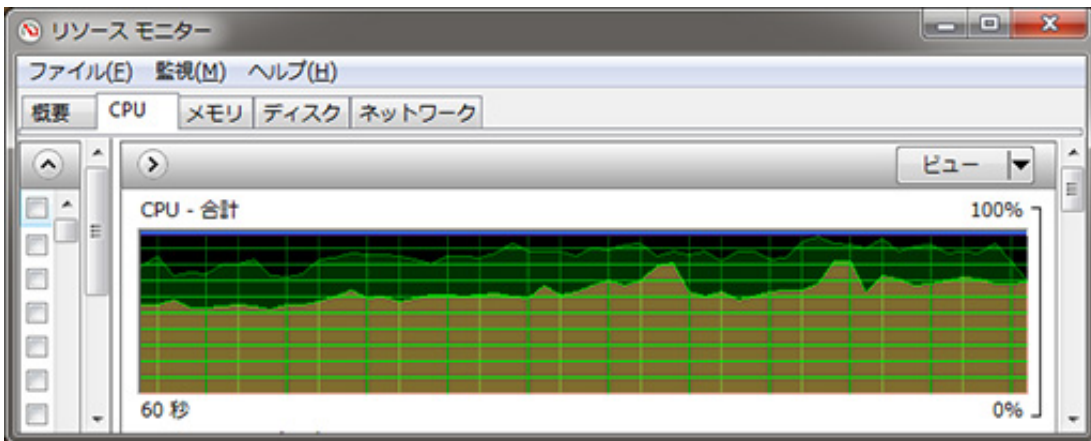 リソース モニター
ファイル(F) 監視(M) ヘルプ(H)
概要 CPU メモリ ディスク ネットワーク
ビュー
CPU - 合計 100%
60 秒 0%